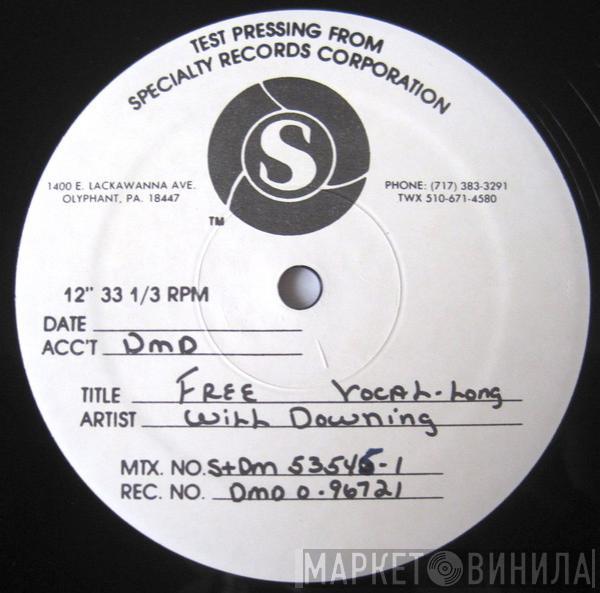 TEST PRESSING FROM
SPECIALTY RECORDS CORPORATION
S
1400 E. LACKAWANNA AVE.
OLYPHANT, PA. 18447
PHONE: (717) 383-3291
TWX 510-671-4580
TM
12" 33 1/3 RPM
DATE
ACC'T DMD
TITLE FREE VOCAL-Long
ARTIST Will Downing
MTX. NO. S+DM 53545-1
REC. NO. DMD 0-96721
МАРКЕТ ВИНИЛА